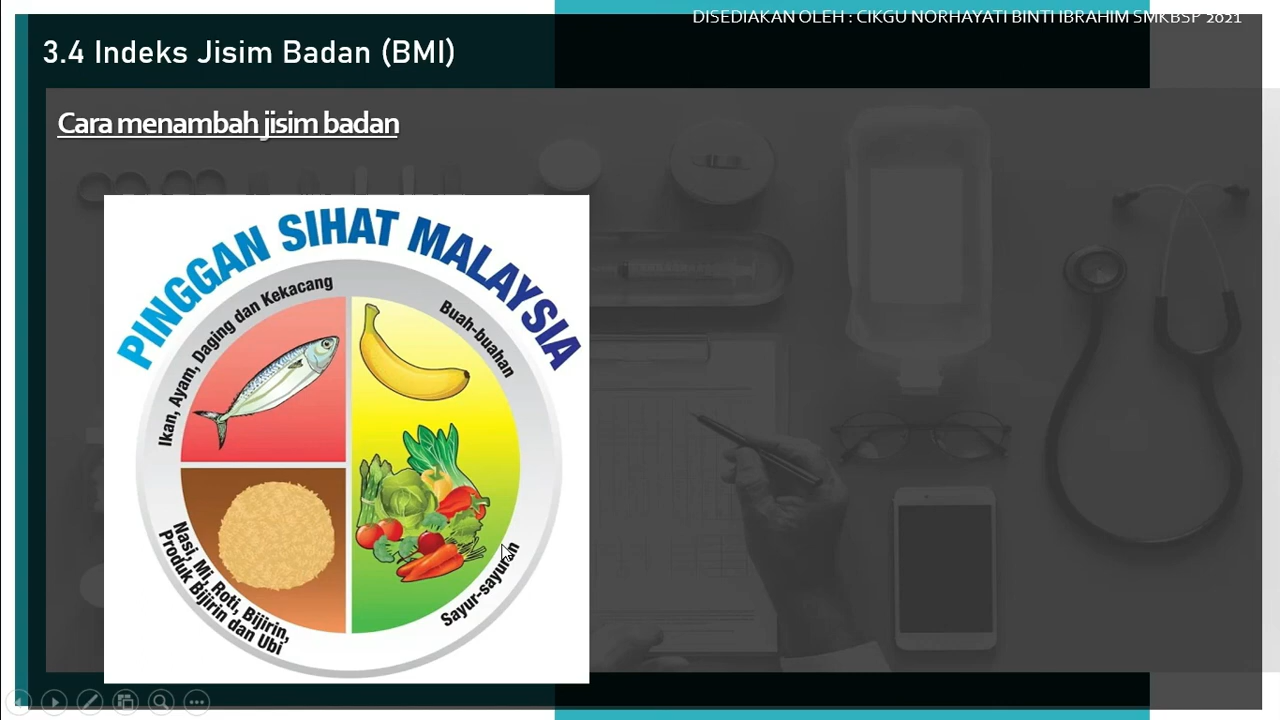 DISEDIAKAN OLEH : CIKGU NORHAYATI BINTI IBRAHIM SMKBSP 2021
3.4 Indeks Jisim Badan (BMI)
Cara menambah jisim badan
PINGGAN SIHAT MALAYSIA
Ikan, Ayam, Daging dan Kekacang
Buah-buahan
Nasi, Mi, Roti, Bijirin,
Produk Bijirin dan Ubi
Sayur-sayuran